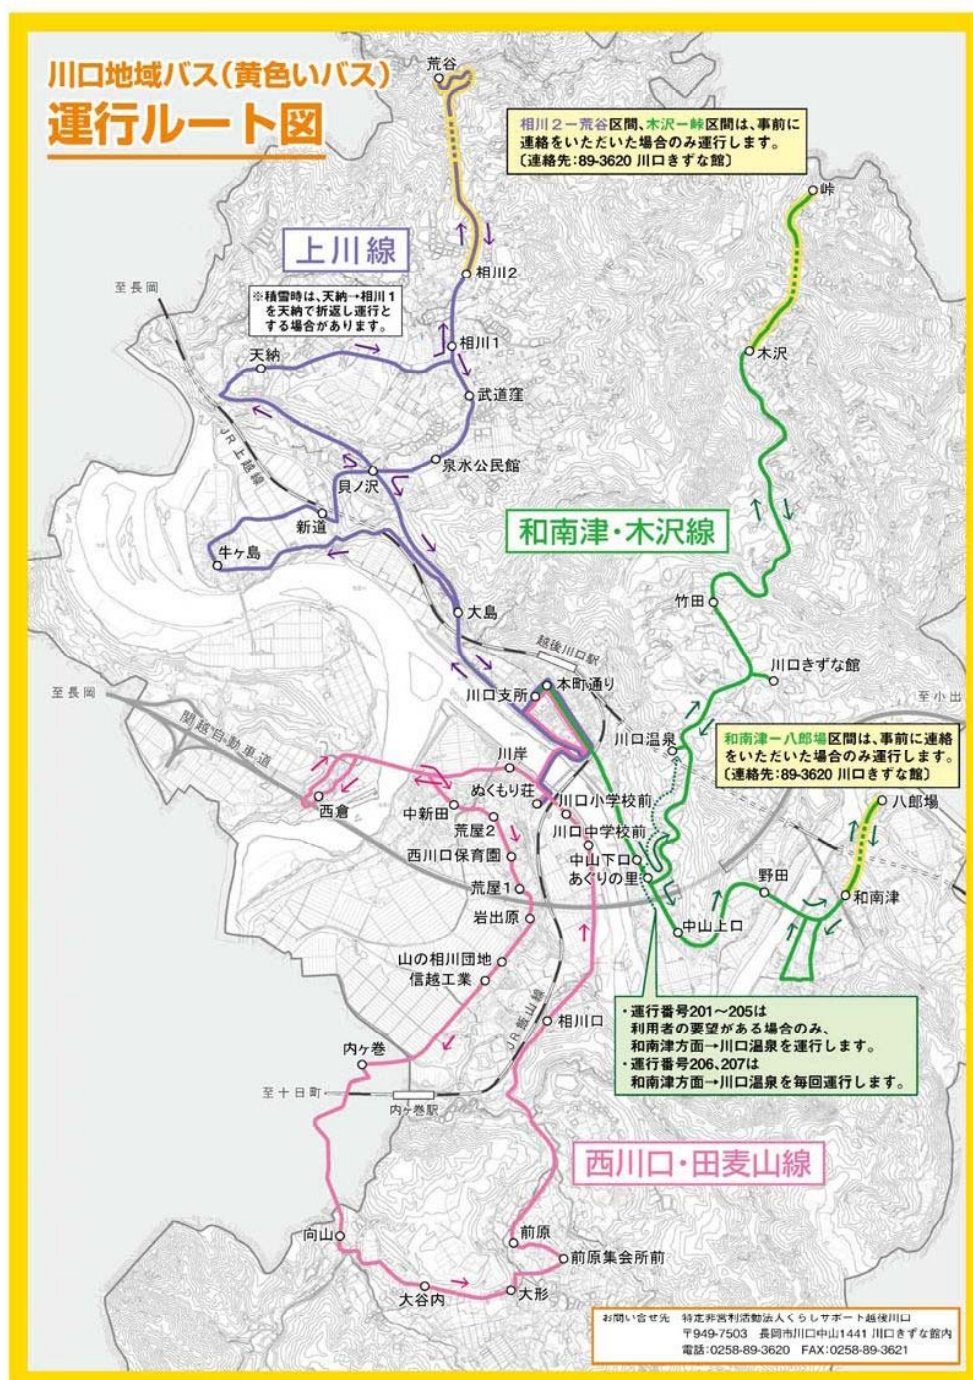 川口地域バス(黄色いバス)
運行ルート図
荒谷
相川2ー荒谷区間、木沢ー峠区間は、事前に
連絡をいただいた場合のみ運行します。
〔連絡先:89-3620 川口きずな館〕
峠
上川線
相川2
至長岡
※積雪時は、天納→相川1
を天納で折返し運行と
する場合があります。
相川1
木沢
天納
武道窪
JR上越線
泉水公民館
貝ノ沢
新道
和南津・木沢線
牛ヶ島
竹田
大島
越後川口駅
川口きずな館
本町通り
至長岡
川口支所
至小出
関越自動車道
川口温泉
和南津ー八郎場区間は、事前に連絡
をいただいた場合のみ運行します。
〔連絡先:89-3620 川口きずな館〕
川岸
ぬくもり荘
西倉
川口小学校前
八郎場
中新田
荒屋2
川口中学校前
西川口保育園
中山下口
あぐりの里
野田
荒屋1
和南津
岩出原
中山上口
山の相川団地
信越工業
・運行番号201〜205は
利用者の要望がある場合のみ、
和南津方面→川口温泉を運行します。
・運行番号206、207は
和南津方面→川口温泉を毎回運行します。
相川口
JR飯山線
内ヶ巻
至十日町
内ヶ巻駅
西川口・田麦山線
向山
前原
前原集会所前
大谷内
大形
お問い合せ先 特定非営利活動法人くらしサポート越後川口
〒949-7503 長岡市川口中山1441 川口きずな館内
電話:0258-89-3620 FAX:0258-89-3621